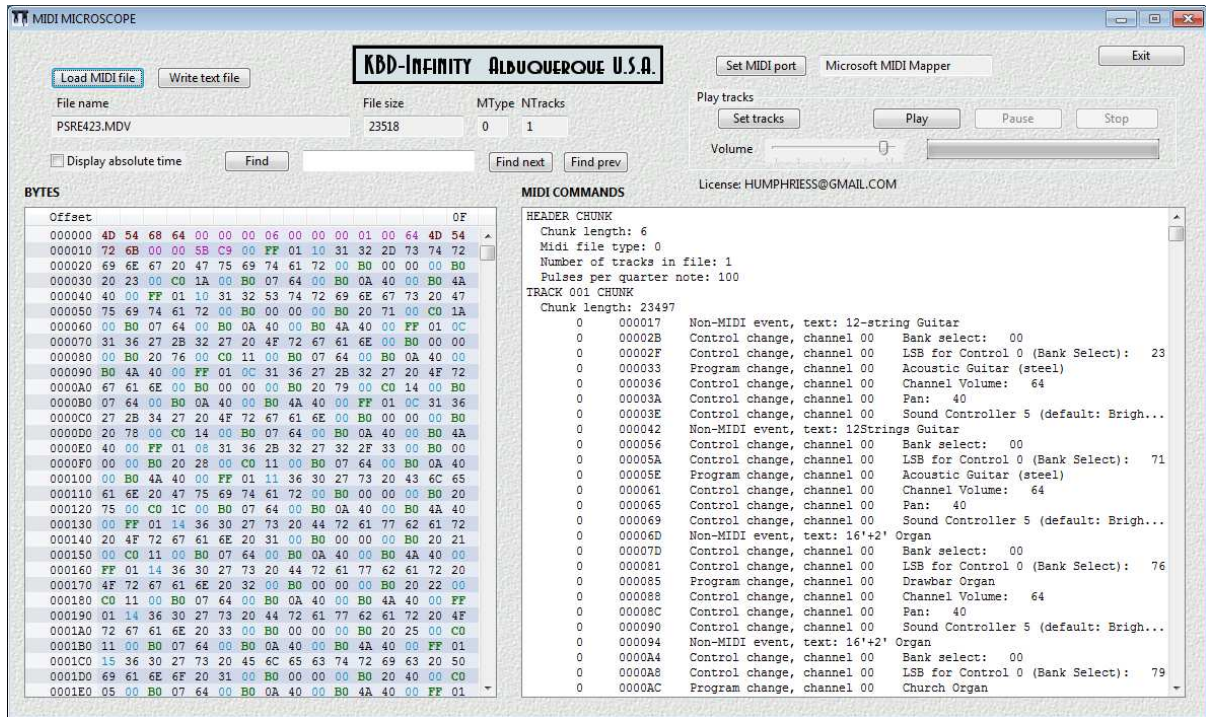 MIDI MICROSCOPE
Load MIDI file
Write text file
KBD-INFINITY ALBUQUERQUE U.S.A.
Set MIDI port
Microsoft MIDI Mapper
Exit
File name
File size
MType NTracks
PSRE423.MDV
23518
0
1
Play tracks
Set tracks
Play
Pause
Stop
Volume
Display absolute time
Find
Find next
Find prev
License: HUMPHRIESS@GMAIL.COM
BYTES
Offset 0F
000000 4D 54 68 64 00 00 00 06 00 00 00 01 00 64 4D 54
000010 72 6B 00 00 5B C9 00 FF 01 10 31 32 2D 73 74 72
000020 69 6E 67 20 47 75 69 74 61 72 00 B0 00 00 00 B0
000030 20 23 00 C0 1A 00 B0 07 64 00 B0 0A 40 00 B0 4A
000040 40 00 FF 01 10 31 32 53 74 72 69 6E 67 73 20 47
000050 75 69 74 61 72 00 B0 00 00 00 B0 20 71 00 C0 1A
000060 00 B0 07 64 00 B0 0A 40 00 B0 4A 40 00 FF 01 0C
000070 31 36 27 2B 32 27 20 4F 72 67 61 6E 00 B0 00 00
000080 00 B0 20 76 00 C0 11 00 B0 07 64 00 B0 0A 40 00
000090 B0 4A 40 00 FF 01 0C 31 36 27 2B 32 27 20 4F 72
0000A0 67 61 6E 00 B0 00 00 00 B0 20 79 00 C0 14 00 B0
0000B0 07 64 00 B0 0A 40 00 B0 4A 40 00 FF 01 0C 31 36
0000C0 27 2B 34 27 20 4F 72 67 61 6E 00 B0 00 00 00 B0
0000D0 20 78 00 C0 14 00 B0 07 64 00 B0 0A 40 00 B0 4A
0000E0 40 00 FF 01 08 31 36 2B 32 27 32 2F 33 00 B0 00
0000F0 00 00 B0 20 28 00 C0 11 00 B0 07 64 00 B0 0A 40
000100 00 B0 4A 40 00 FF 01 11 36 30 27 73 20 43 6C 65
000110 61 6E 20 47 75 69 74 61 72 00 B0 00 00 00 B0 20
000120 75 00 C0 1C 00 B0 07 64 00 B0 0A 40 00 B0 4A 40
000130 00 FF 01 14 36 30 27 73 20 44 72 61 77 62 61 72
000140 20 4F 72 67 61 6E 20 31 00 B0 00 00 00 B0 20 21
000150 00 C0 11 00 B0 07 64 00 B0 0A 40 00 B0 4A 40 00
000160 FF 01 14 36 30 27 73 20 44 72 61 77 62 61 72 20
000170 4F 72 67 61 6E 20 32 00 B0 00 00 00 B0 20 22 00
000180 C0 11 00 B0 07 64 00 B0 0A 40 00 B0 4A 40 00 FF
000190 01 14 36 30 27 73 20 44 72 61 77 62 61 72 20 4F
0001A0 72 67 61 6E 20 33 00 B0 00 00 00 B0 20 25 00 C0
0001B0 11 00 B0 07 64 00 B0 0A 40 00 B0 4A 40 00 FF 01
0001C0 15 36 30 27 73 20 45 6C 65 63 74 72 69 63 20 50
0001D0 69 61 6E 6F 20 31 00 B0 00 00 00 B0 20 40 00 C0
0001E0 05 00 B0 07 64 00 B0 0A 40 00 B0 4A 40 00 FF 01
MIDI COMMANDS
HEADER CHUNK
Chunk length: 6
Midi file type: 0
Number of tracks in file: 1
Pulses per quarter note: 100
TRACK 001 CHUNK
Chunk length: 23497
0 000017 Non-MIDI event, text: 12-string Guitar
0 00002B Control change, channel 00 Bank select: 00
0 00002F Control change, channel 00 LSB for Control 0 (Bank Select): 23
0 000033 Program change, channel 00 Acoustic Guitar (steel)
0 000036 Control change, channel 00 Channel Volume: 64
0 00003A Control change, channel 00 Pan: 40
0 00003E Control change, channel 00 Sound Controller 5 (default: Brigh...
0 000042 Non-MIDI event, text: 12Strings Guitar
0 000056 Control change, channel 00 Bank select: 00
0 00005A Control change, channel 00 LSB for Control 0 (Bank Select): 71
0 00005E Program change, channel 00 Acoustic Guitar (steel)
0 000061 Control change, channel 00 Channel Volume: 64
0 000065 Control change, channel 00 Pan: 40
0 000069 Control change, channel 00 Sound Controller 5 (default: Brigh...
0 00006D Non-MIDI event, text: 16'+2' Organ
0 00007D Control change, channel 00 Bank select: 00
0 000081 Control change, channel 00 LSB for Control 0 (Bank Select): 76
0 000085 Program change, channel 00 Drawbar Organ
0 000088 Control change, channel 00 Channel Volume: 64
0 00008C Control change, channel 00 Pan: 40
0 000090 Control change, channel 00 Sound Controller 5 (default: Brigh...
0 000094 Non-MIDI event, text: 16'+2' Organ
0 0000A4 Control change, channel 00 Bank select: 00
0 0000A8 Control change, channel 00 LSB for Control 0 (Bank Select): 79
0 0000AC Program change, channel 00 Church Organ